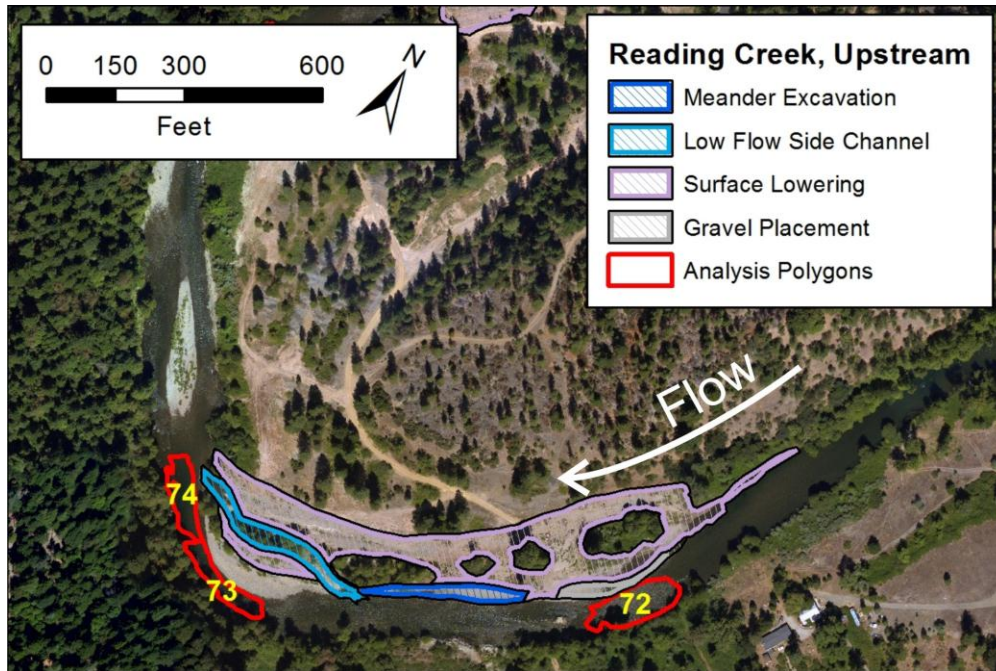 0 150 300 600
Feet
N
Reading Creek, Upstream
Meander Excavation
Low Flow Side Channel
Surface Lowering
Gravel Placement
Analysis Polygons
Flow
74
73
72